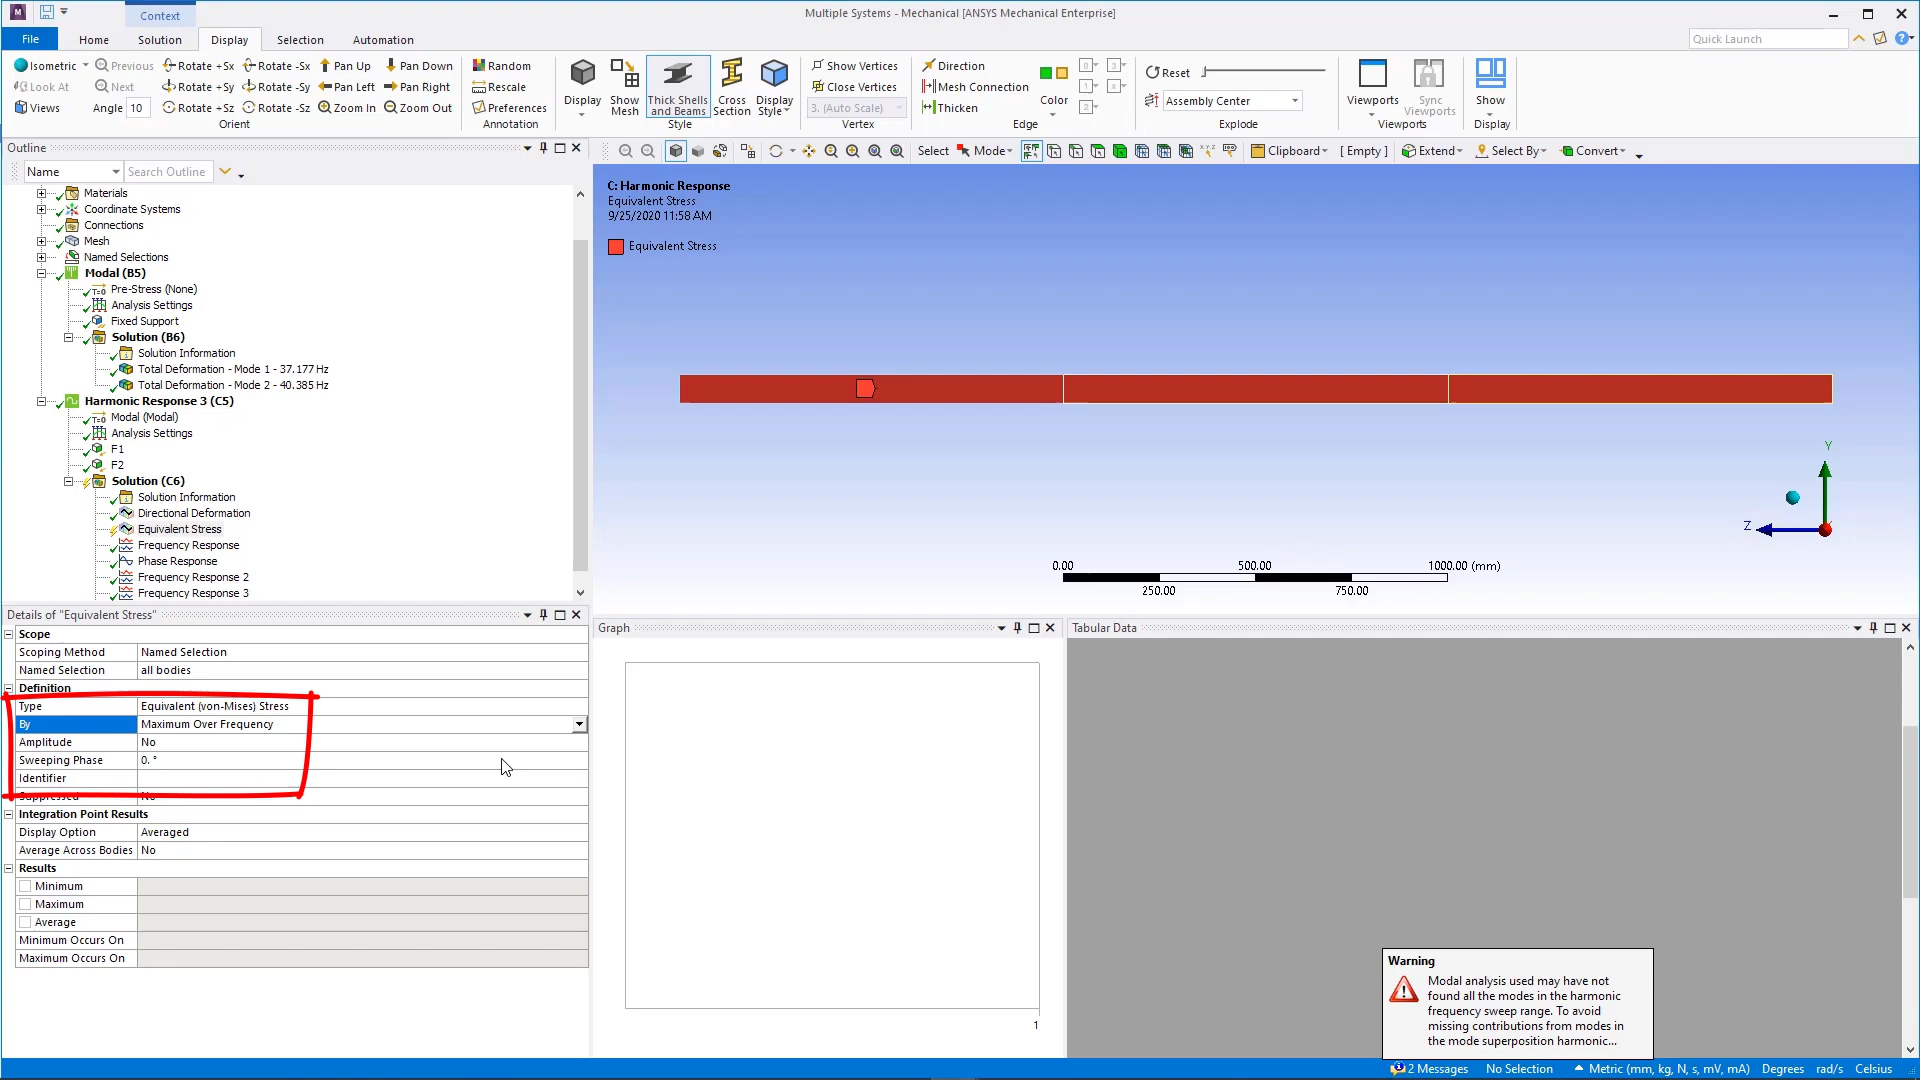 Context
Multiple Systems - Mechanical [ANSYS Mechanical Enterprise]
File
Home
Solution
Display
Selection
Automation
Quick Launch
Isometric
Previous
Rotate +Sx
Rotate -Sx
Pan Up
Pan Down
Look At
Next
Rotate +Sy
Rotate -Sy
Pan Left
Pan Right
Views
Angle 10
Rotate +Sz
Rotate -Sz
Zoom In
Zoom Out
Orient
Random
Rescale
Preferences
Annotation
Display
Show Mesh
Thick Shells and Beams
Cross Section
Display Style
Style
Show Vertices
Close Vertices
3. (Auto Scale)
Vertex
Direction
Mesh Connection
Thicken
Color
Edge
Reset
Assembly Center
Explode
Viewports
Sync Viewports
Viewports
Show
Display
Outline
Select
Mode
Clipboard
[ Empty ]
Extend
Select By
Convert
Name
Search Outline
Materials
Coordinate Systems
Connections
Mesh
Named Selections
Modal (B5)
Pre-Stress (None)
Analysis Settings
Fixed Support
Solution (B6)
Solution Information
Total Deformation - Mode 1 - 37.177 Hz
Total Deformation - Mode 2 - 40.385 Hz
Harmonic Response 3 (C5)
Modal (Modal)
Analysis Settings
F1
F2
Solution (C6)
Solution Information
Directional Deformation
Equivalent Stress
Frequency Response
Phase Response
Frequency Response 2
Frequency Response 3
C: Harmonic Response
Equivalent Stress
9/25/2020 11:58 AM
Equivalent Stress
Y
Z
0.00
500.00
1000.00 (mm)
250.00
750.00
Details of "Equivalent Stress"
Scope
Scoping Method Named Selection
Named Selection all bodies
Definition
Type Equivalent (von-Mises) Stress
By Maximum Over Frequency
Amplitude No
Sweeping Phase 0. °
Identifier
Suppressed No
Integration Point Results
Display Option Averaged
Average Across Bodies No
Results
Minimum
Maximum
Average
Minimum Occurs On
Maximum Occurs On
Graph
1
Tabular Data
Warning
Modal analysis used may have not
found all the modes in the harmonic
frequency sweep range. To avoid
missing contributions from modes in
the mode superposition harmonic...
2 Messages
No Selection
Metric (mm, kg, N, s, mV, mA)
Degrees
rad/s
Celsius